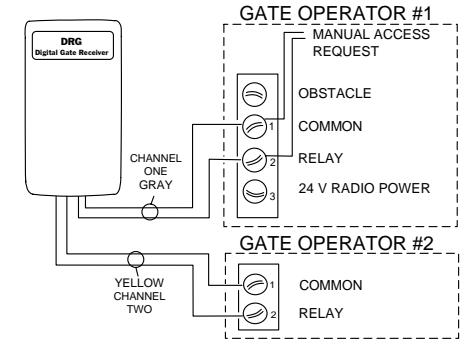 GATE OPERATOR #1
MANUAL ACCESS
REQUEST
DRG
Digital Gate Receiver
OBSTACLE
1 COMMON
2 RELAY
3 24 V RADIO POWER
CHANNEL
ONE
GRAY
GATE OPERATOR #2
YELLOW
CHANNEL
TWO
1 COMMON
2 RELAY